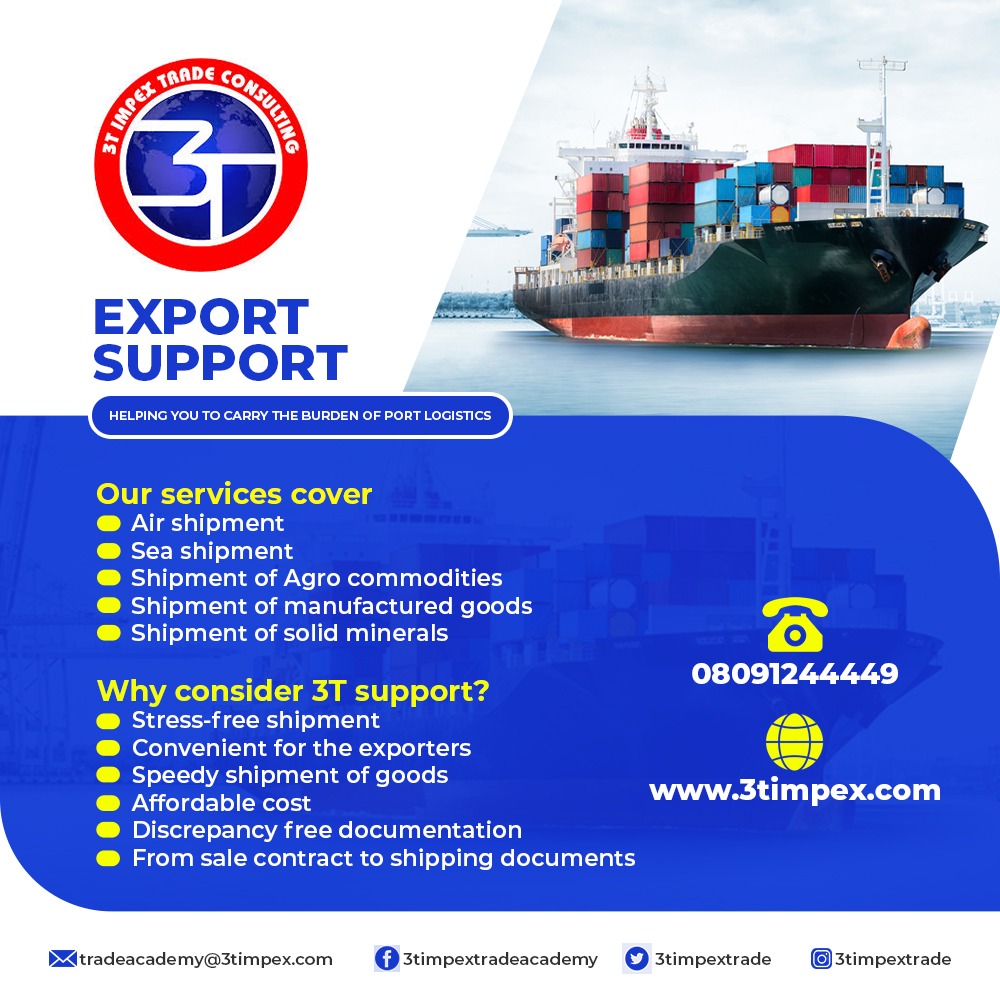 3T IMPEX TRADE CONSULTING
3T
EXPORT
SUPPORT
HELPING YOU TO CARRY THE BURDEN OF PORT LOGISTICS
Our services cover
Air shipment
Sea shipment
Shipment of Agro commodities
Shipment of manufactured goods
Shipment of solid minerals
Why consider 3T support?
Stress-free shipment
Convenient for the exporters
Speedy shipment of goods
Affordable cost
Discrepancy free documentation
From sale contract to shipping documents
08091244449
www.3timpex.com
tradeacademy@3timpex.com
3timpextradeacademy
3timpextrade
3timpextrade